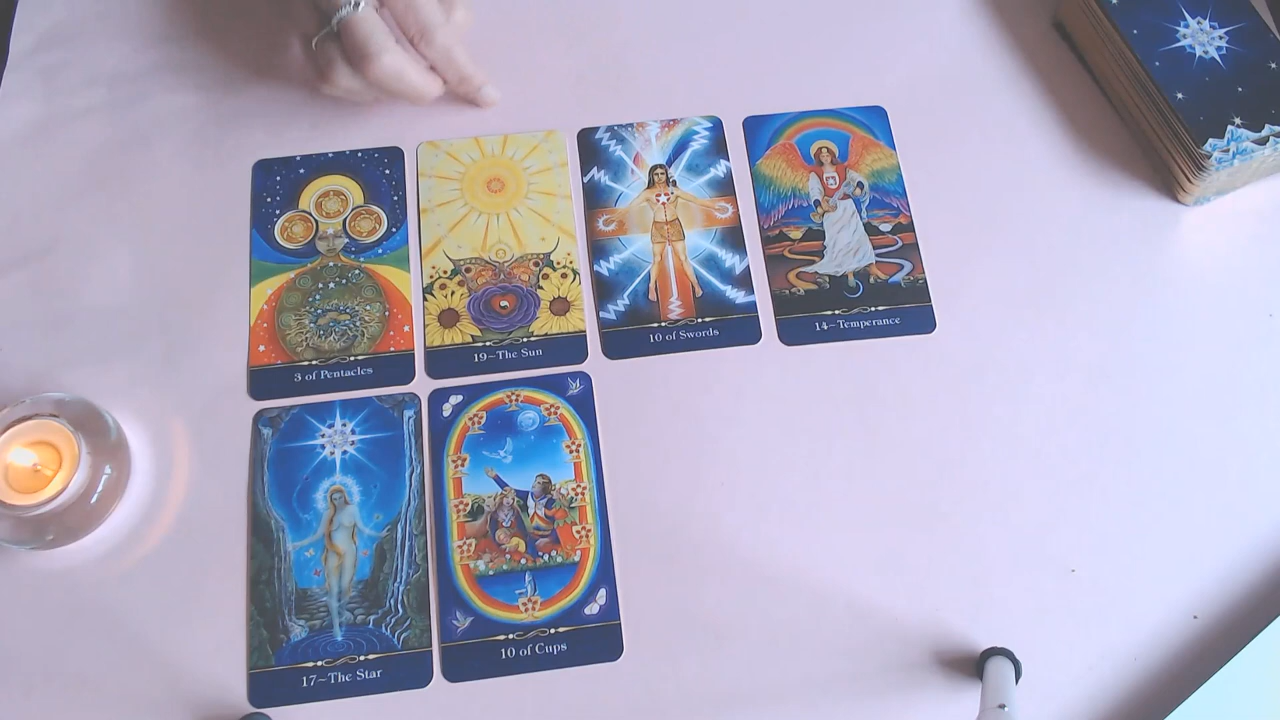 3 of Pentacles
19~The Sun
10 of Swords
14~Temperance
17~The Star
10 of Cups